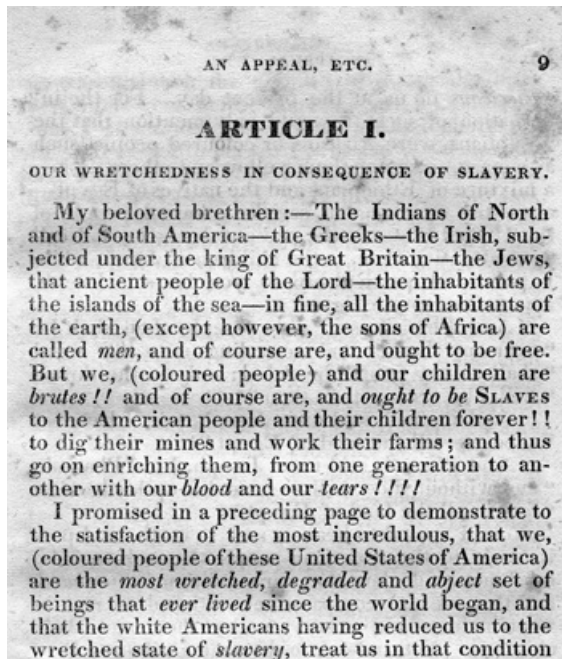 AN APPEAL, ETC. 9
ARTICLE I.
OUR WRETCHEDNESS IN CONSEQUENCE OF SLAVERY.
My beloved brethren:—The Indians of North
and of South America—the Greeks—the Irish, sub-
jected under the king of Great Britain—the Jews,
that ancient people of the Lord—the inhabitants of
the islands of the sea—in fine, all the inhabitants of
the earth, (except however, the sons of Africa) are
called men, and of course are, and ought to be free.
But we, (coloured people) and our children are
brutes!! and of course are, and ought to be SLAVES
to the American people and their children forever!!
to dig their mines and work their farms; and thus
go on enriching them, from one generation to an-
other with our blood and our tears!!!!
I promised in a preceding page to demonstrate to
the satisfaction of the most incredulous, that we,
(coloured people of these United States of America)
are the most wretched, degraded and abject set of
beings that ever lived since the world began, and
that the white Americans having reduced us to the
wretched state of slavery, treat us in that condition